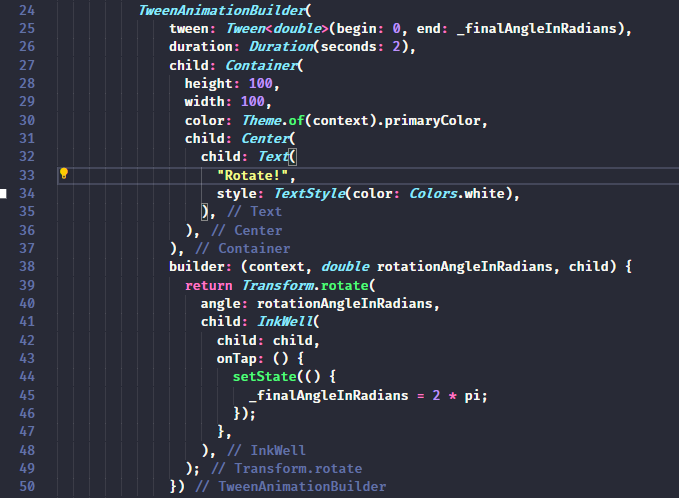 24 TweenAnimationBuilder(
25 tween: Tween<double>(begin: 0, end: _finalAngleInRadians),
26 duration: Duration(seconds: 2),
27 child: Container(
28 height: 100,
29 width: 100,
30 color: Theme.of(context).primaryColor,
31 child: Center(
32 child: Text(
33 "Rotate!",
34 style: TextStyle(color: Colors.white),
35 ), // Text
36 ), // Center
37 ), // Container
38 builder: (context, double rotationAngleInRadians, child) {
39 return Transform.rotate(
40 angle: rotationAngleInRadians,
41 child: InkWell(
42 child: child,
43 onTap: () {
44 setState(() {
45 _finalAngleInRadians = 2 * pi;
46 });
47 },
48 ), // InkWell
49 ); // Transform.rotate
50 }) // TweenAnimationBuilder